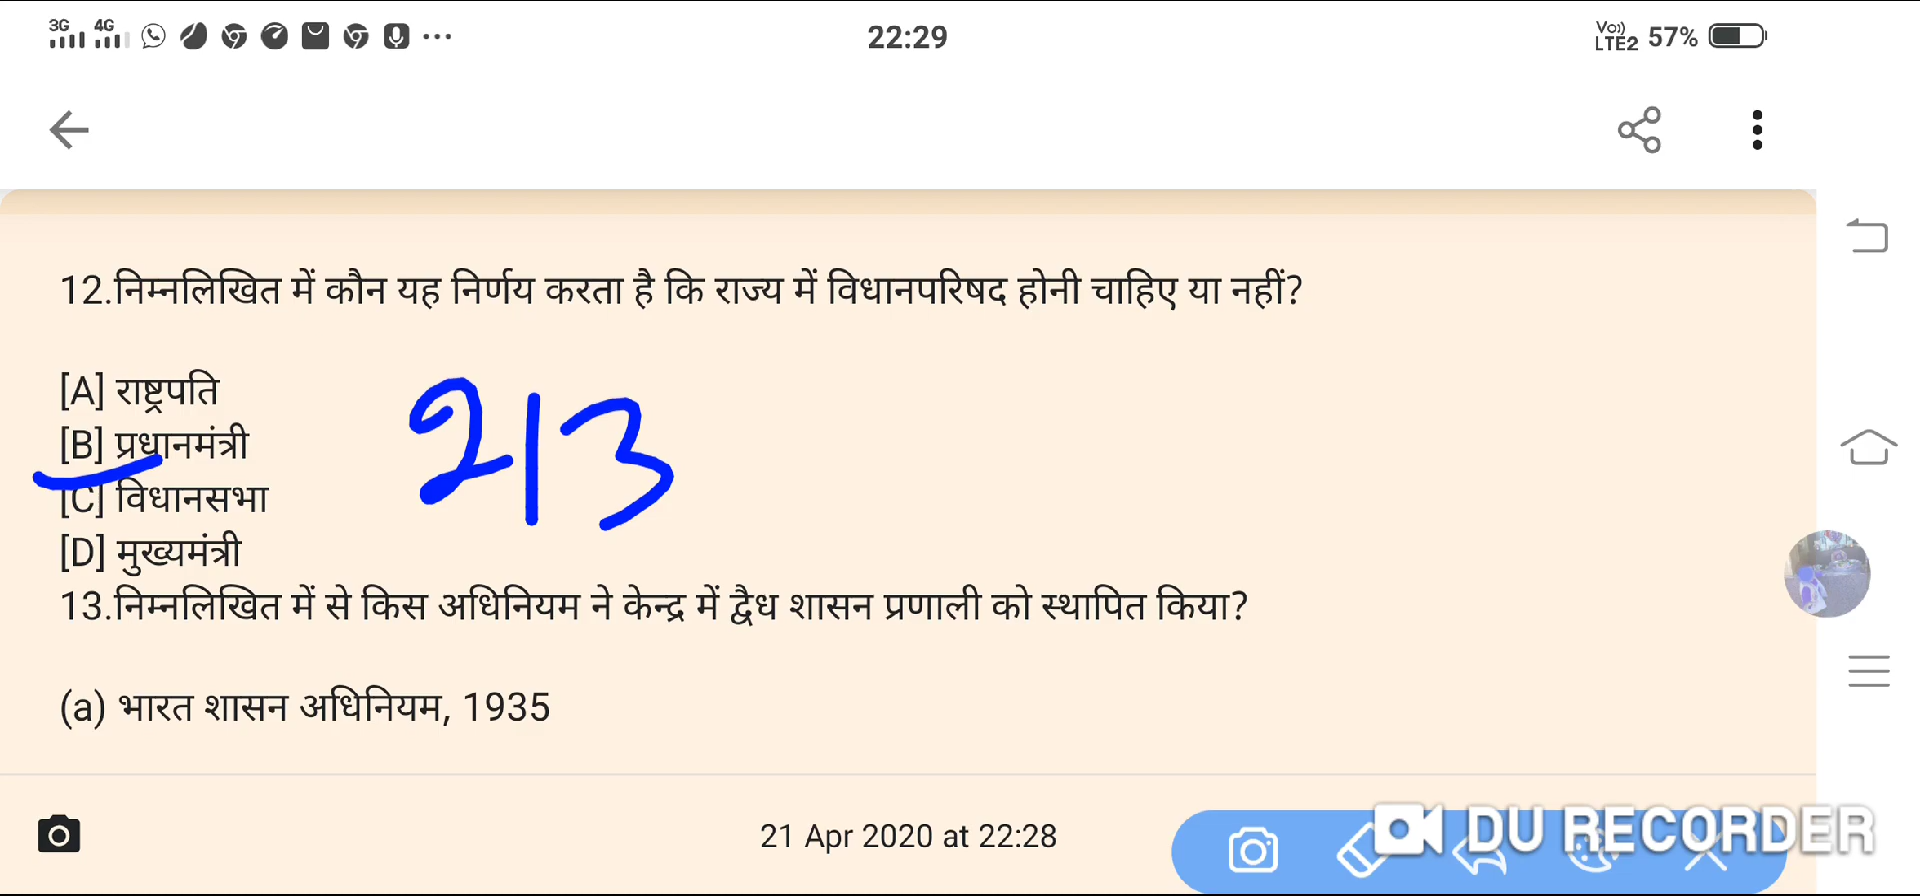 3G 4G 22:29 Vo)) LTE2 57%
12.निम्नलिखित में कौन यह निर्णय करता है कि राज्य में विधानपरिषद होनी चाहिए या नहीं?
[A] राष्ट्रपति
[B] प्रधानमंत्री
213
[C] विधानसभा
[D] मुख्यमंत्री
13.निम्नलिखित में से किस अधिनियम ने केन्द्र में द्वैध शासन प्रणाली को स्थापित किया?
(a) भारत शासन अधिनियम, 1935
21 Apr 2020 at 22:28
DU RECORDER